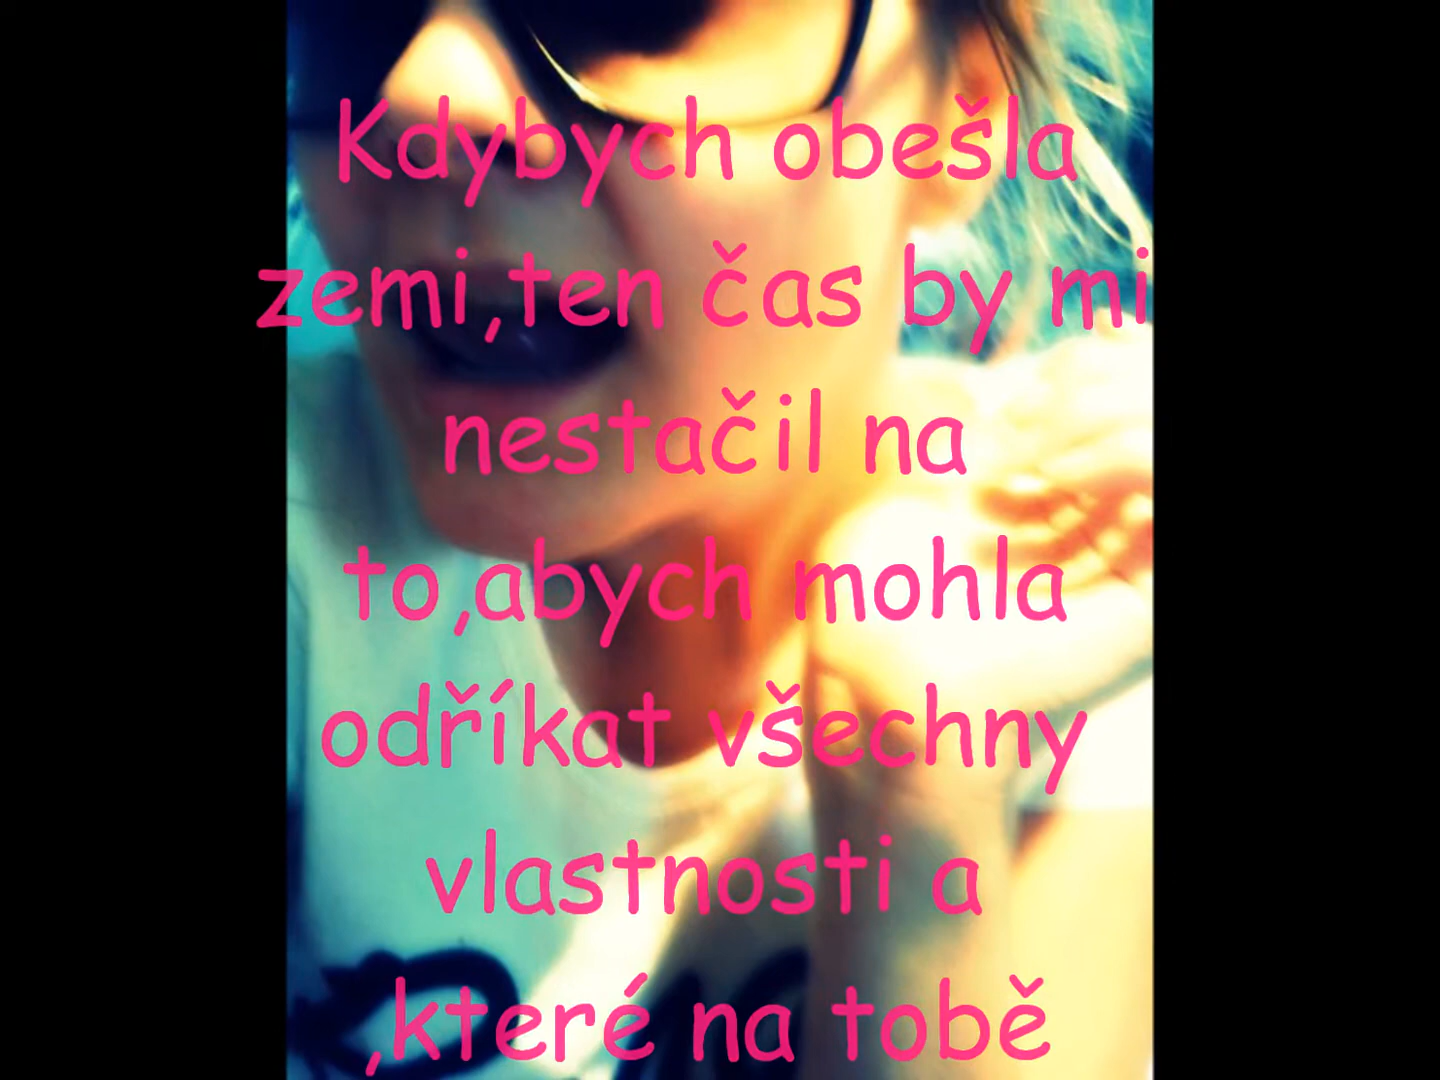 Kdybych obešla
zemi,ten čas by mi
nestačil na
to,abych mohla
odříkat všechny
vlastnosti a
,které na tobě